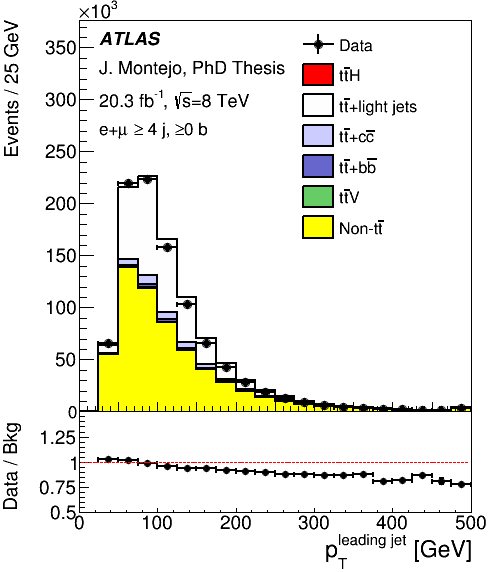 ×10³
Events / 25 GeV
350
300
250
200
150
100
50
0
ATLAS
J. Montejo, PhD Thesis
20.3 fb⁻¹, √s=8 TeV
e+μ ≥ 4 j, ≥0 b
Data
tt̅H
tt̅+light jets
tt̅+cc̅
tt̅+bb̅
tt̅V
Non-tt̅
Data / Bkg
1.25
1
0.75
0.5
0 100 200 300 400 500
p_T^leading jet [GeV]